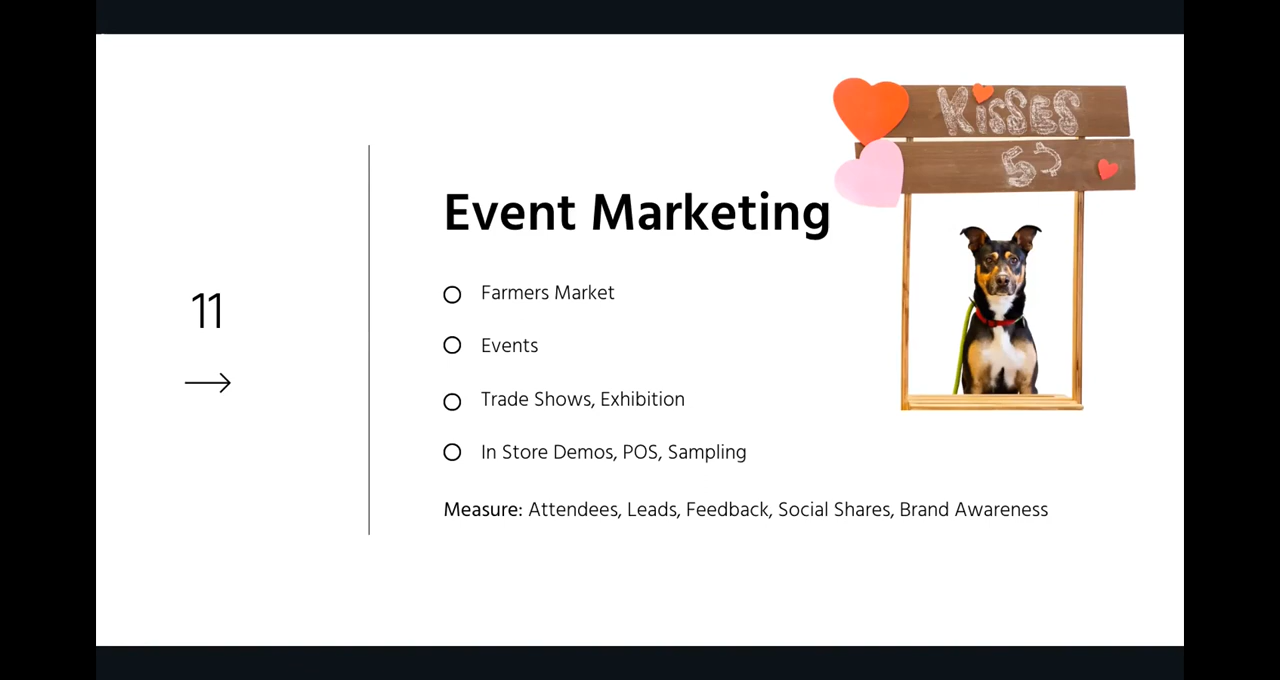 KiSSES
5¢
Event Marketing
11
Farmers Market
Events
Trade Shows, Exhibition
In Store Demos, POS, Sampling
Measure: Attendees, Leads, Feedback, Social Shares, Brand Awareness